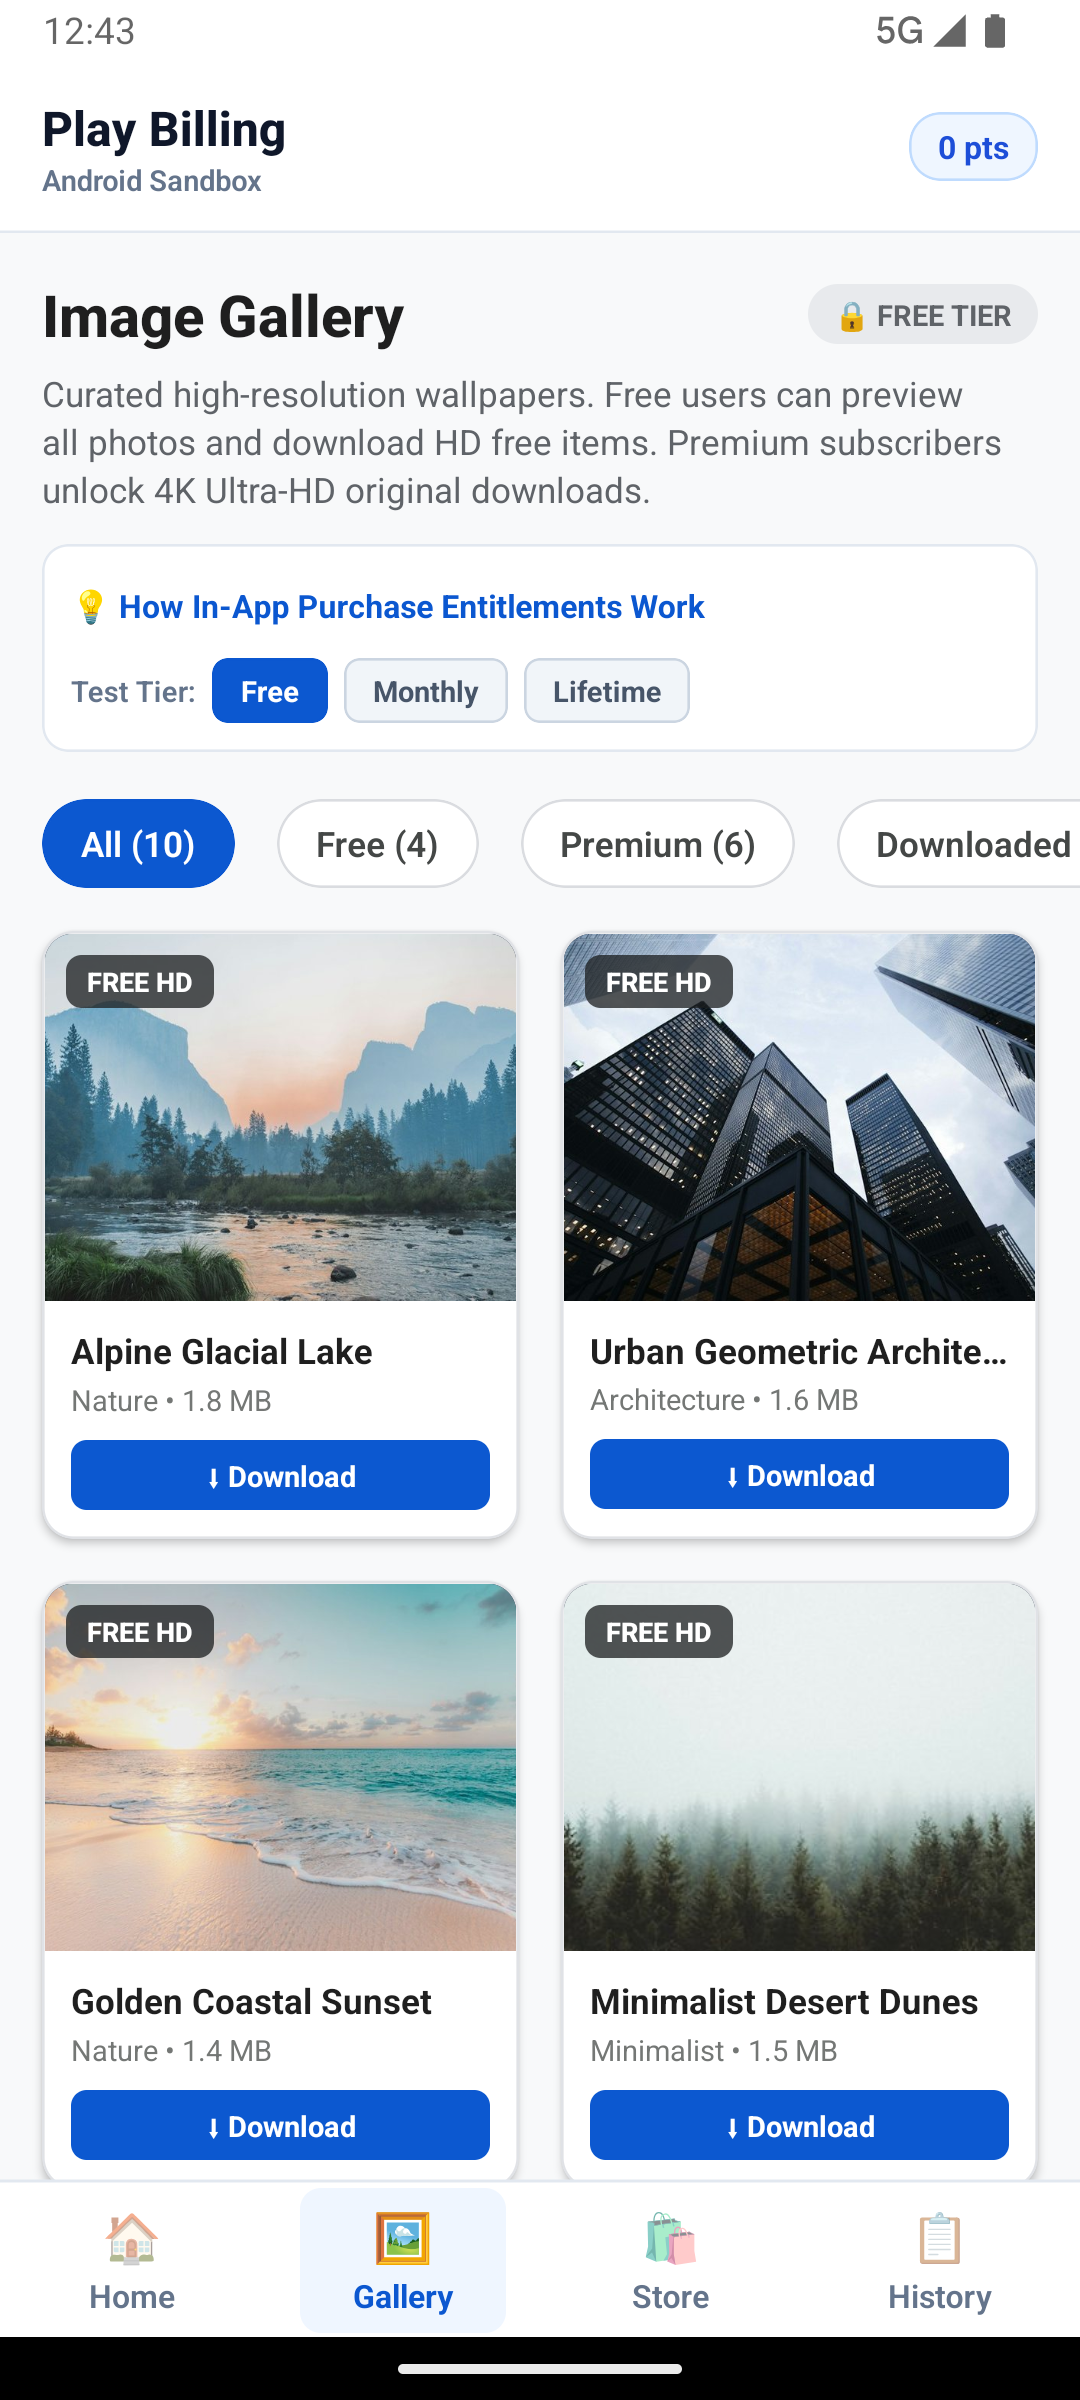 12:43
5G
Play Billing
Android Sandbox
0 pts
Image Gallery
🔒 FREE TIER
Curated high-resolution wallpapers. Free users can preview
all photos and download HD free items. Premium subscribers
unlock 4K Ultra-HD original downloads.
💡 How In-App Purchase Entitlements Work
Test Tier:
Free
Monthly
Lifetime
All (10)
Free (4)
Premium (6)
Downloaded
FREE HD
FREE HD
Alpine Glacial Lake
Urban Geometric Archite…
Nature • 1.8 MB
Architecture • 1.6 MB
⭳ Download
⭳ Download
FREE HD
FREE HD
Golden Coastal Sunset
Minimalist Desert Dunes
Nature • 1.4 MB
Minimalist • 1.5 MB
⭳ Download
⭳ Download
Home
Gallery
Store
History